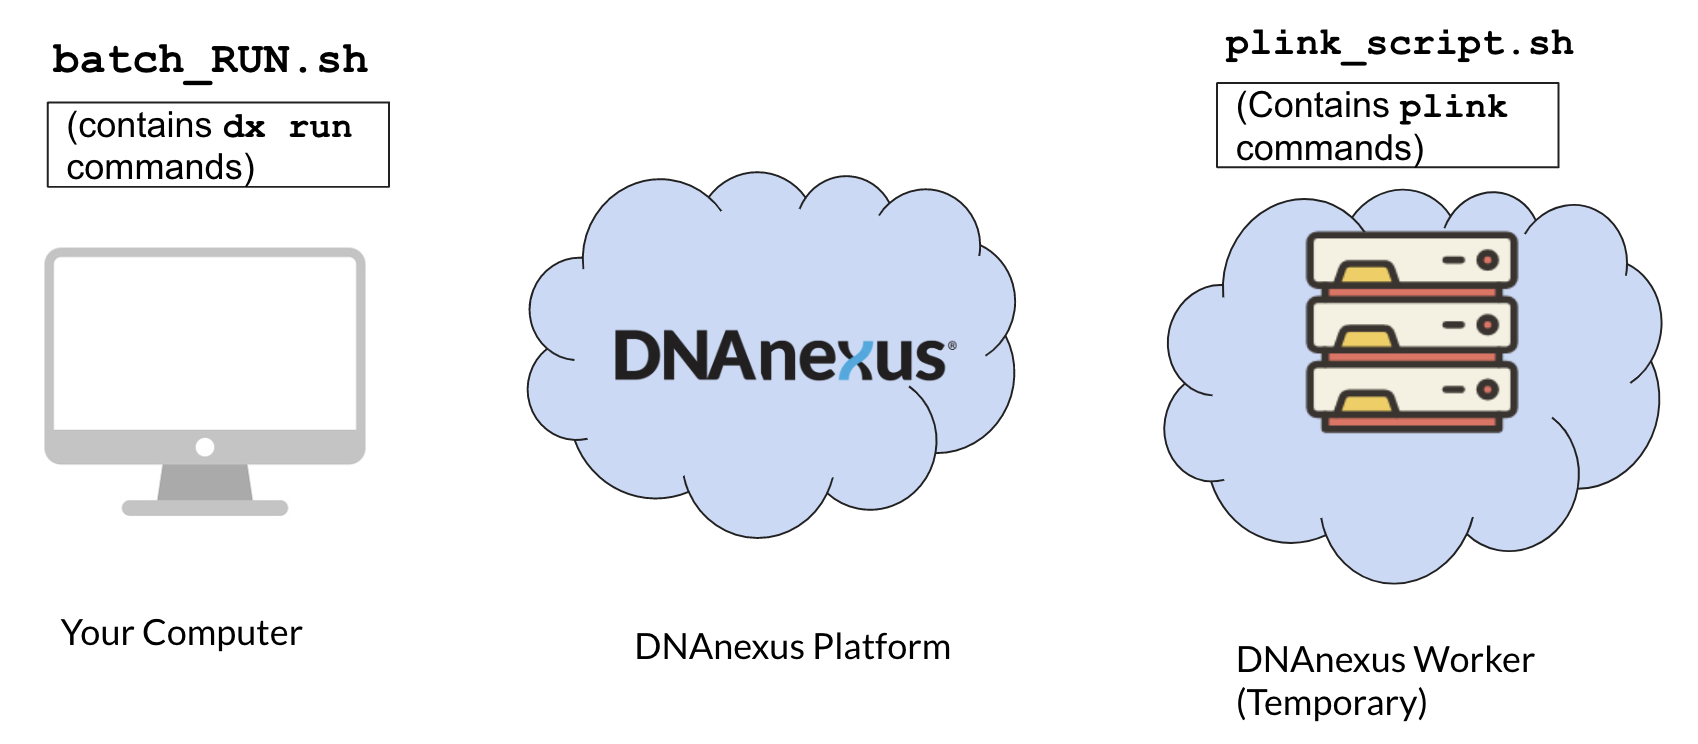 batch_RUN.sh
(contains dx run
commands)
plink_script.sh
(Contains plink
commands)
DNAnexus®
Your Computer
DNAnexus Platform
DNAnexus Worker
(Temporary)